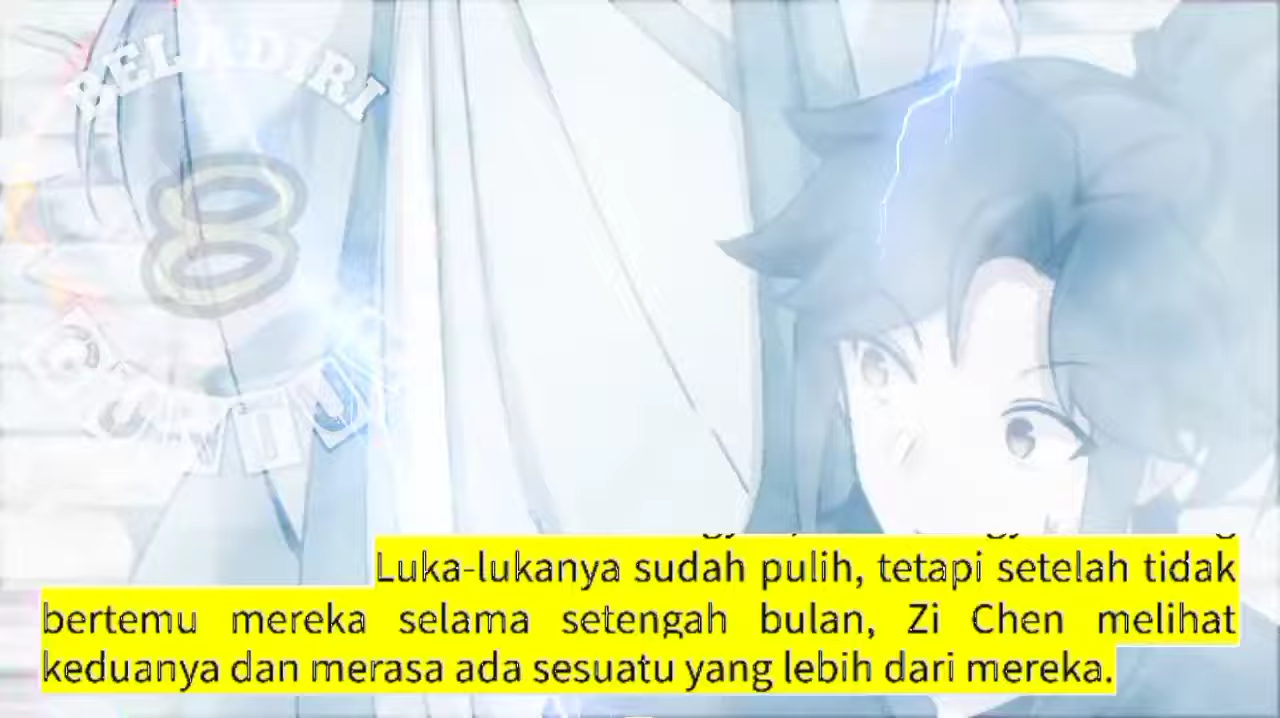 BELADIRI
8
Luka-lukanya sudah pulih, tetapi setelah tidak
bertemu mereka selama setengah bulan, Zi Chen melihat
keduanya dan merasa ada sesuatu yang lebih dari mereka.